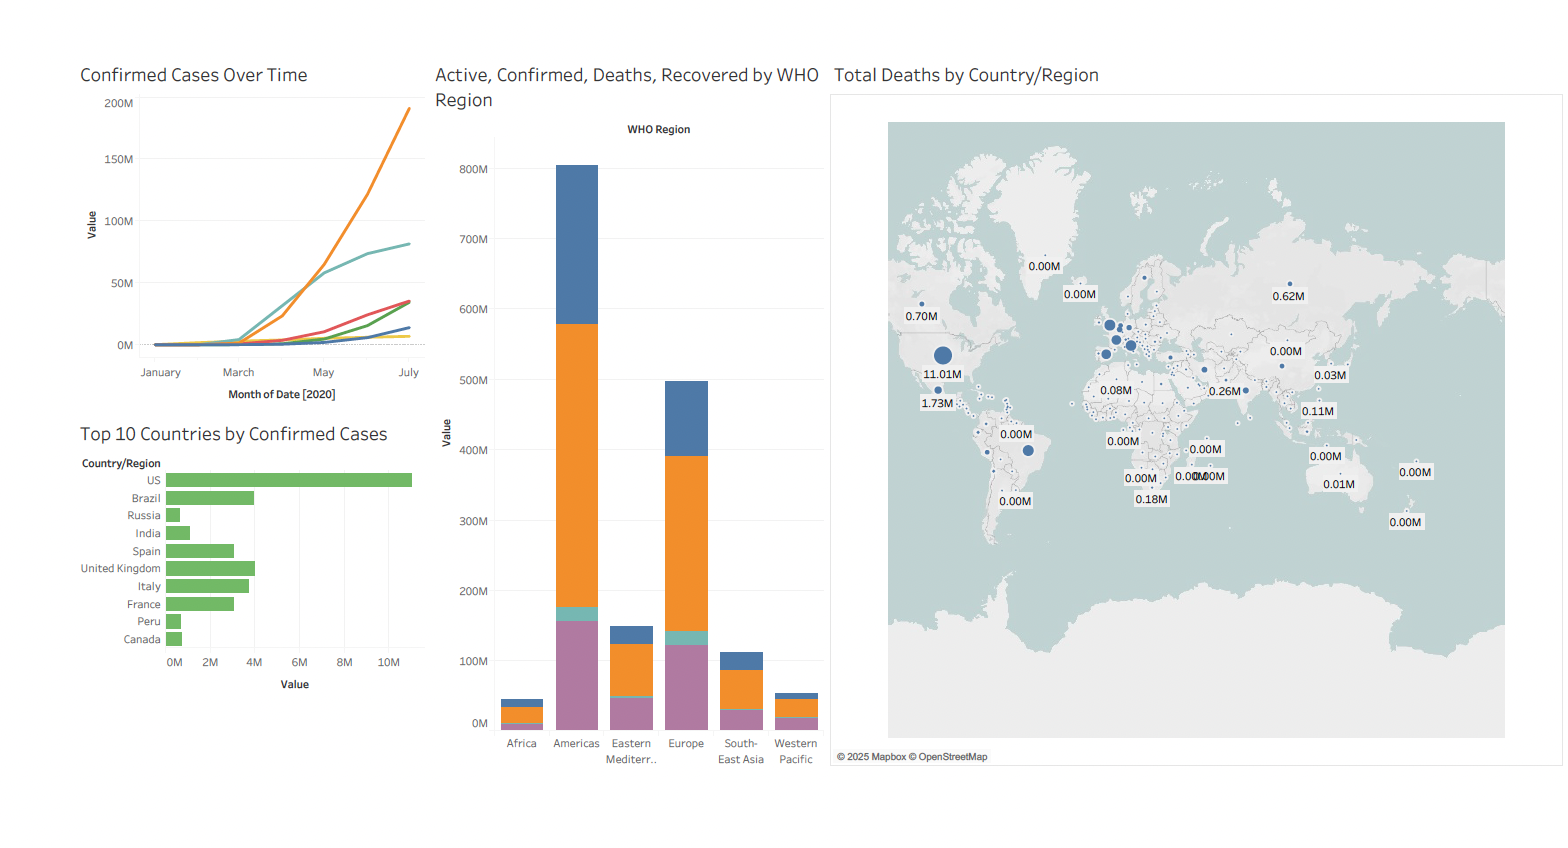 Confirmed Cases Over Time
200M
150M
100M
50M
0M
Value
January
March
May
July
Month of Date [2020]
Top 10 Countries by Confirmed Cases
Country/Region
US
Brazil
Russia
India
Spain
United Kingdom
Italy
France
Peru
Canada
0M
2M
4M
6M
8M
10M
Value
Active, Confirmed, Deaths, Recovered by WHO
Region
WHO Region
800M
700M
600M
500M
400M
300M
200M
100M
0M
Value
Africa
Americas
Eastern
Mediterr..
Europe
South-
East Asia
Western
Pacific
Total Deaths by Country/Region
0.00M
0.00M
0.62M
0.70M
0.00M
11.01M
0.03M
0.08M
0.26M
1.73M
0.11M
0.00M
0.00M
0.00M
0.00M
0.00M
0.00M
0.00M
0.00M
0.01M
0.18M
0.00M
0.00M
© 2025 Mapbox © OpenStreetMap